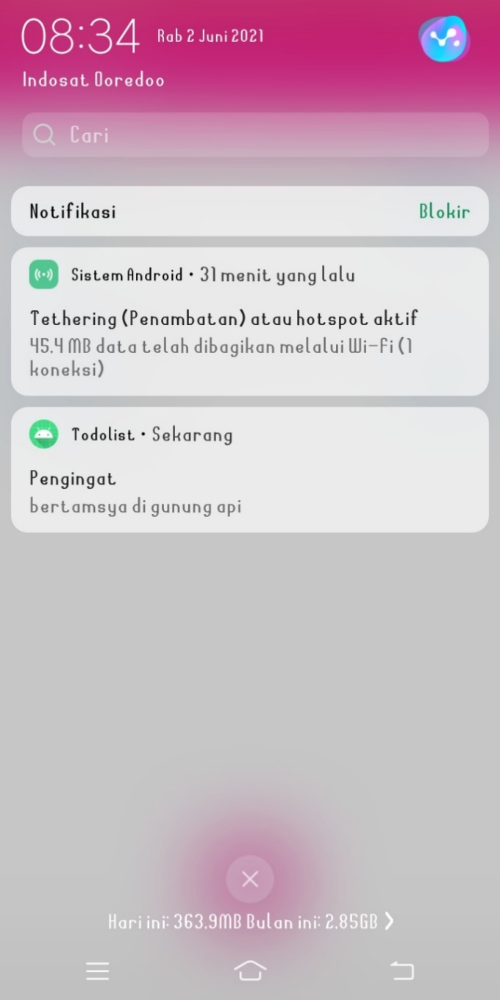 08:34 Rab 2 Juni 2021
Indosat Ooredoo
Cari
Notifikasi Blokir
Sistem Android • 31 menit yang lalu
Tethering (Penambatan) atau hotspot aktif
45,4 MB data telah dibagikan melalui Wi-Fi (1
koneksi)
Todolist • Sekarang
Pengingat
bertamsya di gunung api
Hari ini: 363,9MB Bulan ini: 2,85GB